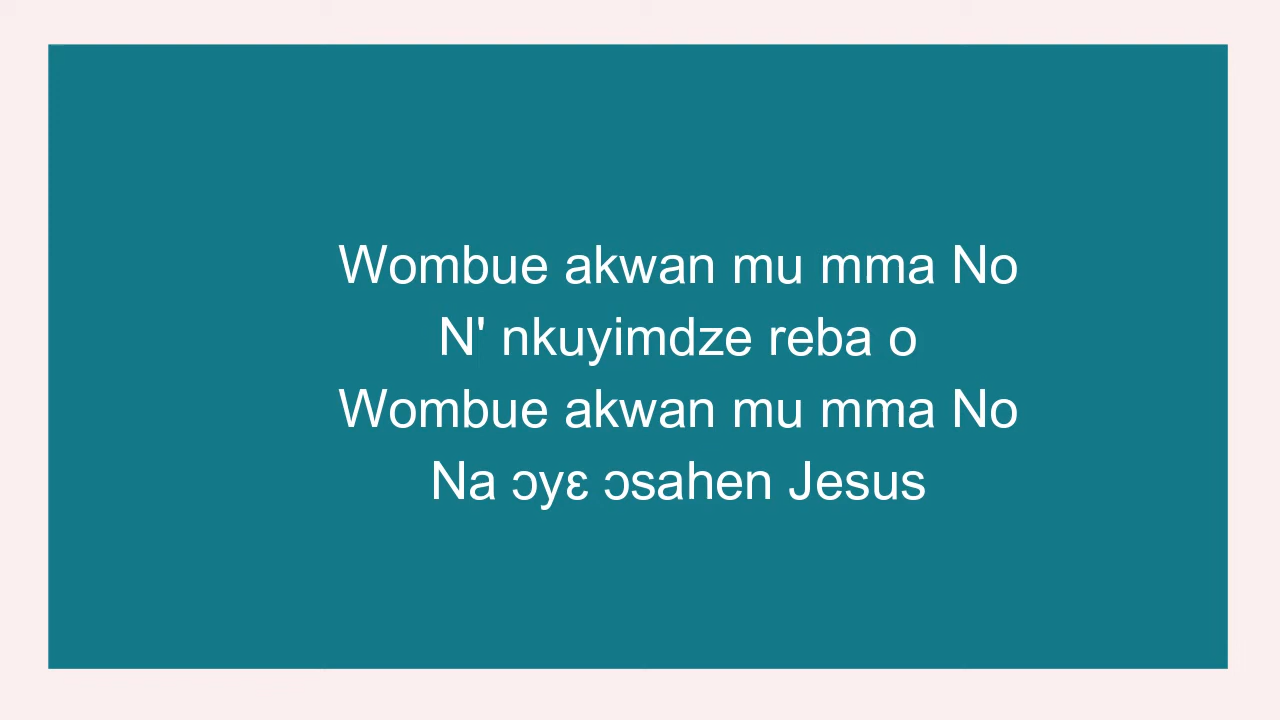 Wombue akwan mu mma No
N' nkuyimdze reba o
Wombue akwan mu mma No
Na ɔyɛ ɔsahen Jesus